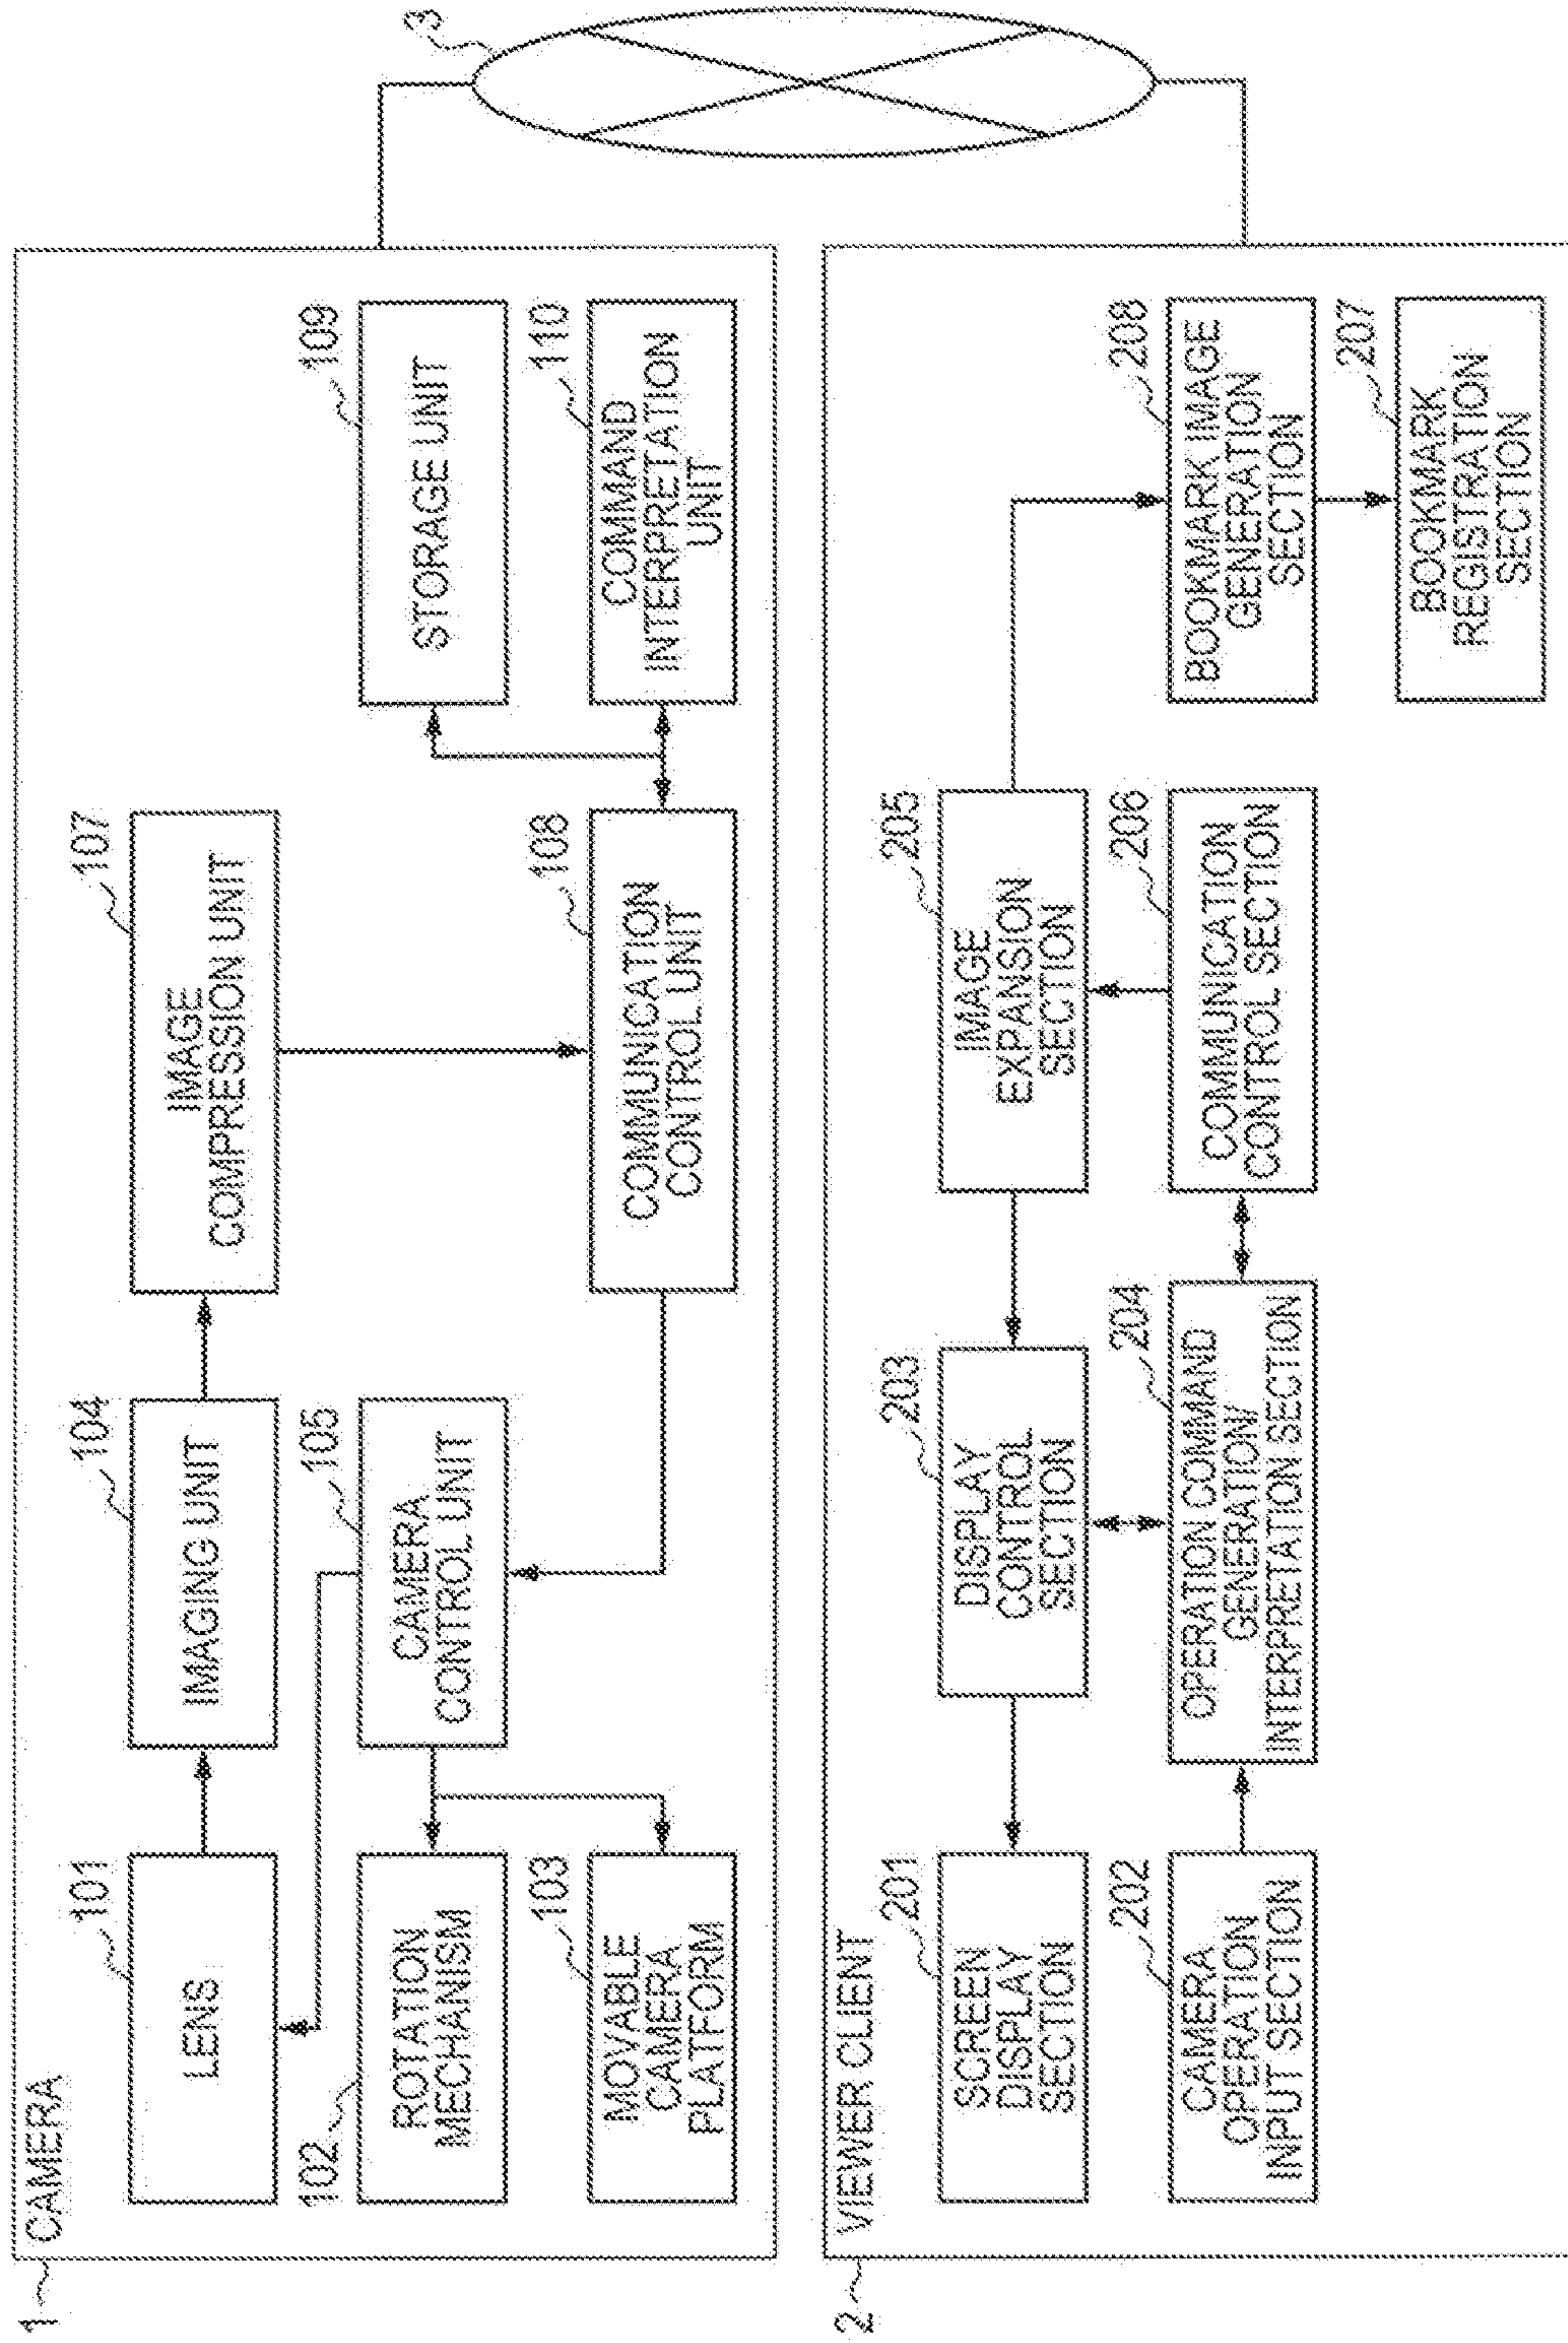 1
CAMERA
101
LENS
104
IMAGING UNIT
107
IMAGE
COMPRESSION UNIT
102
ROTATION
MECHANISM
105
CAMERA
CONTROL UNIT
109
STORAGE UNIT
103
MOVABLE
CAMERA
PLATFORM
108
COMMUNICATION
CONTROL UNIT
110
COMMAND
INTERPRETATION
UNIT
3
2
VIEWER CLIENT
201
SCREEN
DISPLAY
SECTION
203
DISPLAY
CONTROL
SECTION
205
IMAGE
EXPANSION
SECTION
202
CAMERA
OPERATION
INPUT SECTION
204
OPERATION COMMAND
GENERATION/
INTERPRETATION SECTION
206
COMMUNICATION
CONTROL SECTION
208
BOOKMARK IMAGE
GENERATION
SECTION
207
BOOKMARK
REGISTRATION
SECTION